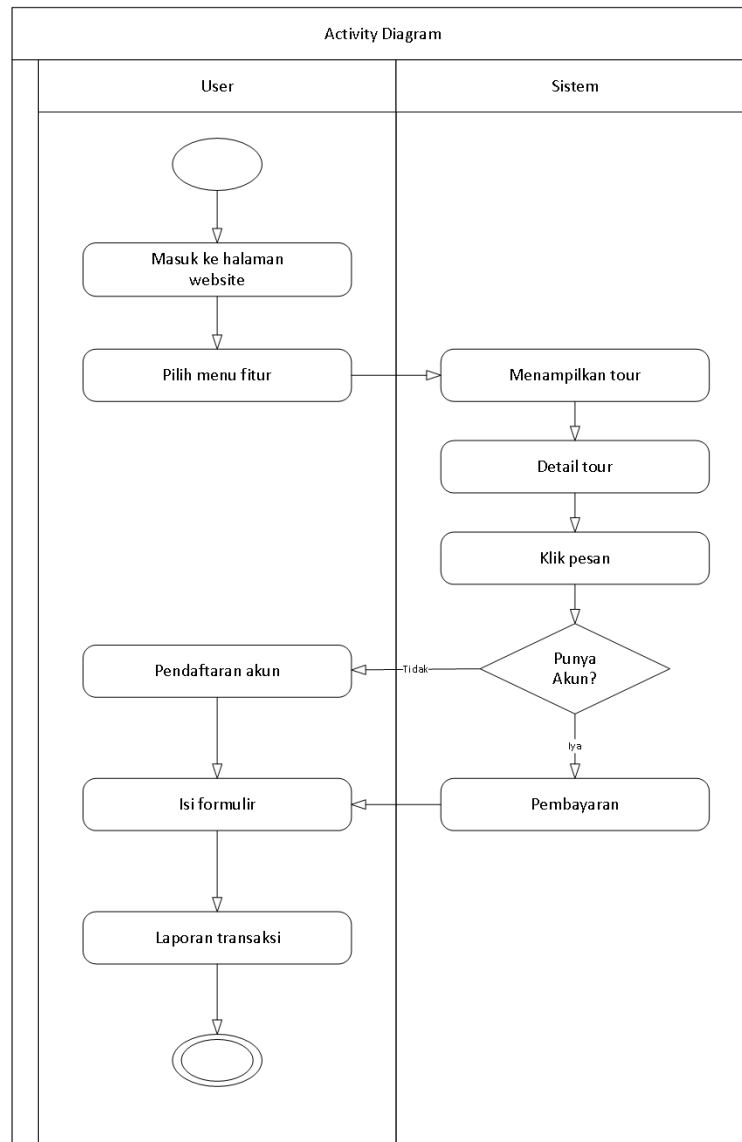 Activity Diagram
User
Sistem
Masuk ke halaman
website
Pilih menu fitur
Menampilkan tour
Detail tour
Klik pesan
Punya
Akun?
Tidak
Pendaftaran akun
Iya
Isi formulir
Pembayaran
Laporan transaksi